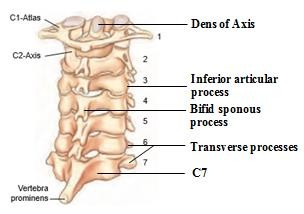 Dens of Axis
C1-Atlas
1
C2-Axis
2
3
Inferior articular
process
4
Bifid sponous
process
5
6
Transverse processes
7
C7
Vertebra
prominens